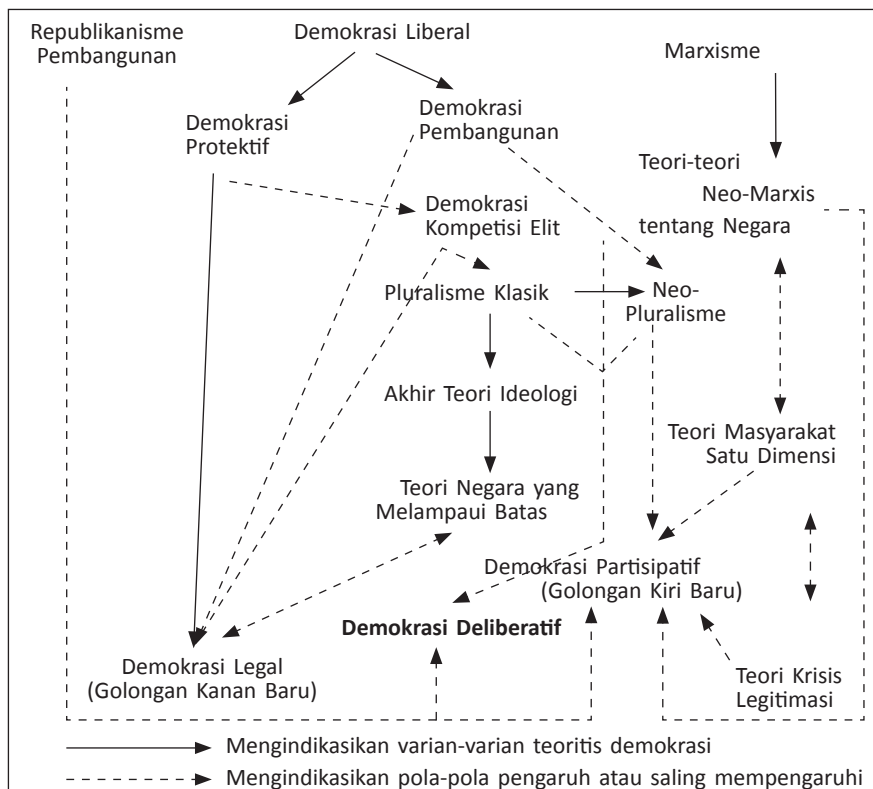 Republikanisme
Pembangunan
Demokrasi Liberal
Marxisme
Demokrasi
Protektif
Demokrasi
Pembangunan
Teori-teori
Neo-Marxis
tentang Negara
Demokrasi
Kompetisi Elit
Pluralisme Klasik
Neo-
Pluralisme
Akhir Teori Ideologi
Teori Masyarakat
Satu Dimensi
Teori Negara yang
Melampaui Batas
Demokrasi Partisipatif
(Golongan Kiri Baru)
Demokrasi Deliberatif
Demokrasi Legal
(Golongan Kanan Baru)
Teori Krisis
Legitimasi
Mengindikasikan varian-varian teoritis demokrasi
Mengindikasikan pola-pola pengaruh atau saling mempengaruhi